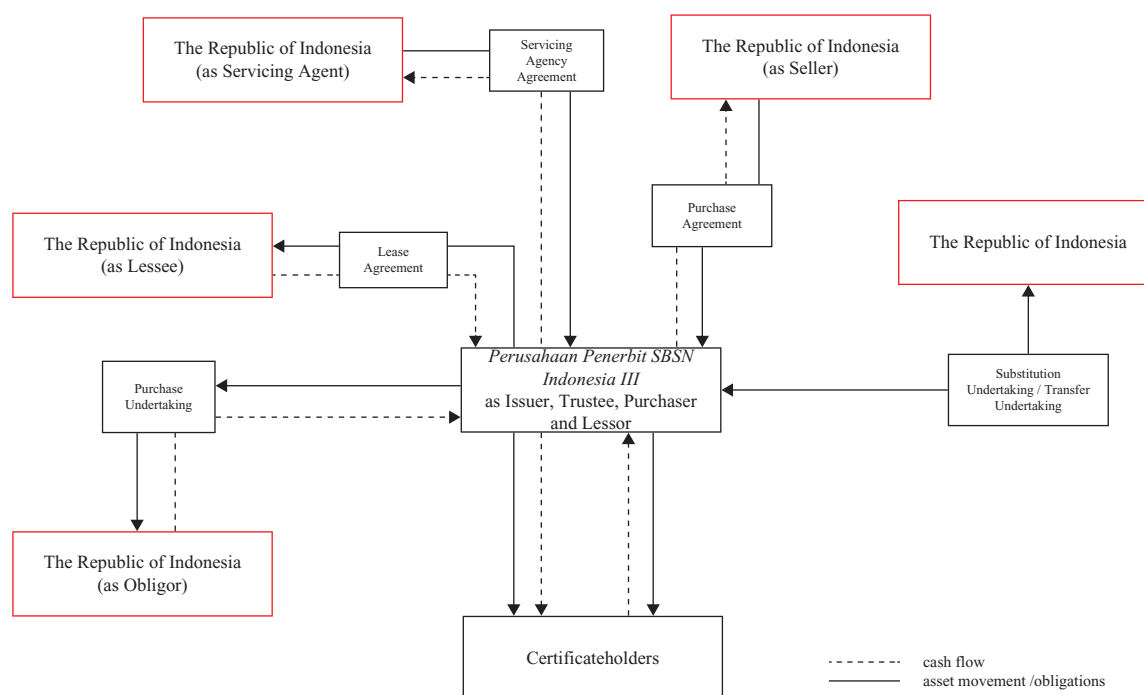 The Republic of Indonesia
(as Servicing Agent)
Servicing
Agency
Agreement
The Republic of Indonesia
(as Seller)
Purchase
Agreement
The Republic of Indonesia
(as Lessee)
Lease
Agreement
The Republic of Indonesia
Perusahaan Penerbit SBSN
Indonesia III
as Issuer, Trustee, Purchaser
and Lessor
Purchase
Undertaking
Substitution
Undertaking / Transfer
Undertaking
The Republic of Indonesia
(as Obligor)
Certificateholders
cash flow
asset movement /obligations